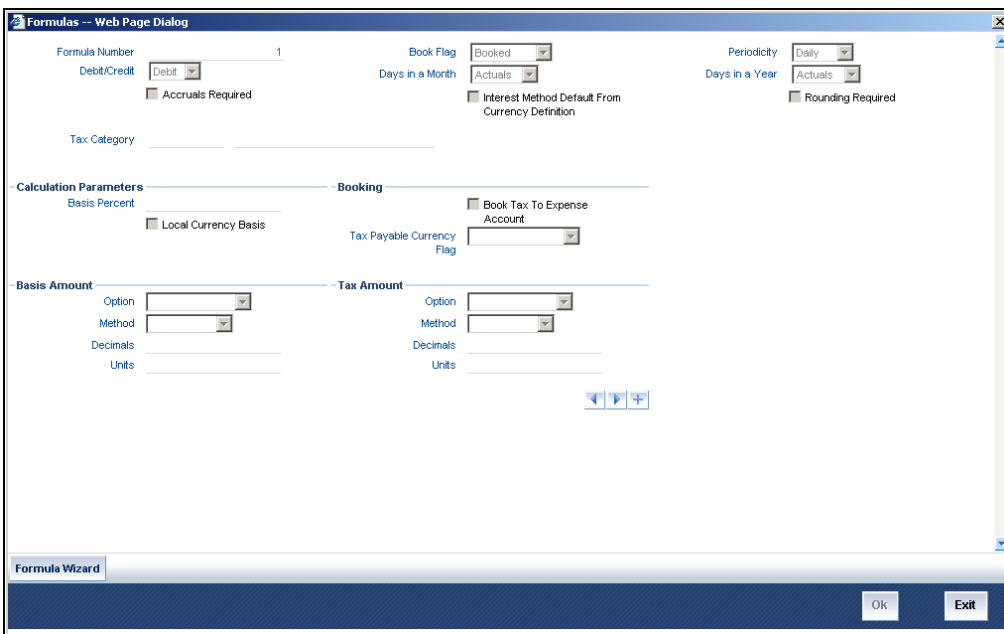 Formulas -- Web Page Dialog
Formula Number 1 Book Flag Booked Periodicity Daily
Debit/Credit Debit Days in a Month Actuals Days in a Year Actuals
Accruals Required Interest Method Default From Currency Definition Rounding Required
Tax Category
Calculation Parameters Booking
Basis Percent Book Tax To Expense Account
Local Currency Basis
Tax Payable Currency Flag
Basis Amount Tax Amount
Option Option
Method Method
Decimals Decimals
Units Units
Formula Wizard
Ok Exit